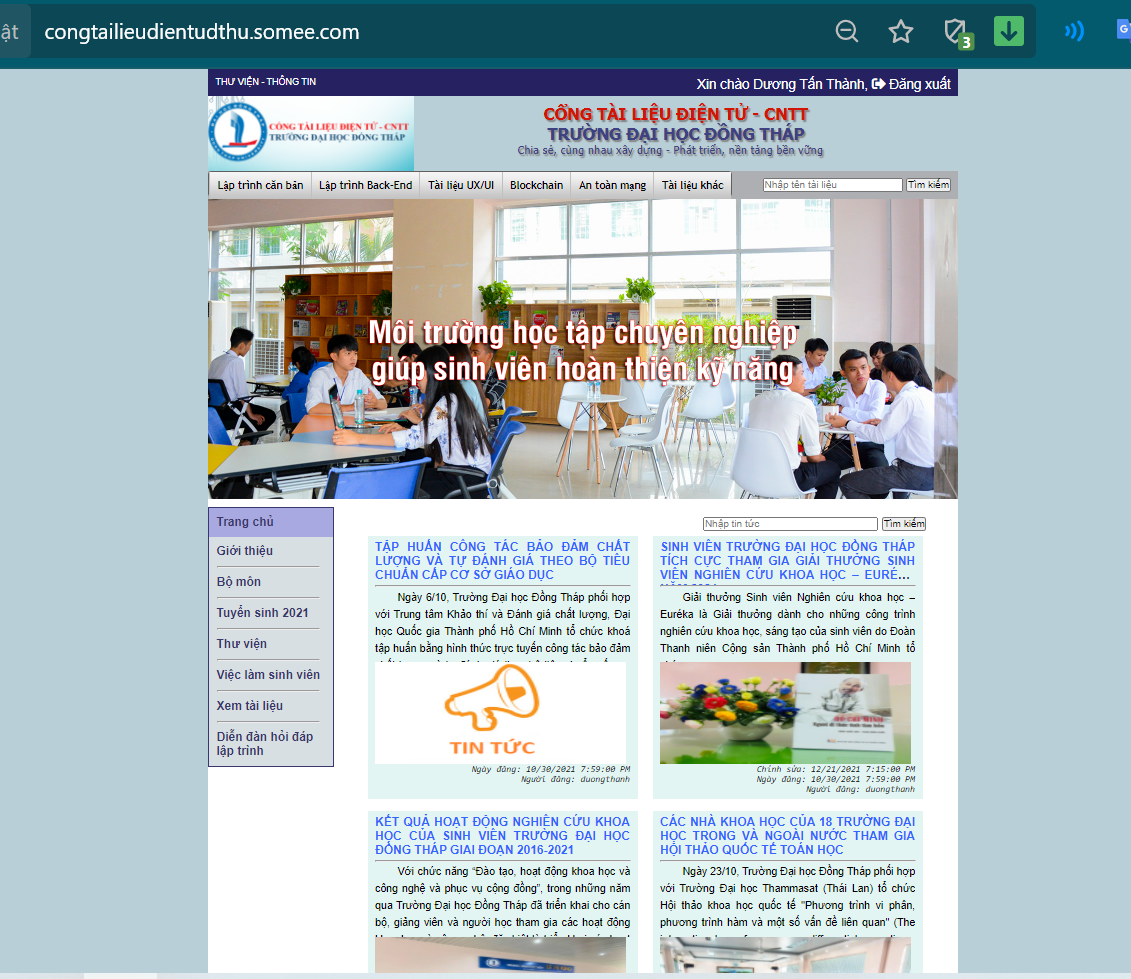 ật
congtailieudientudthu.somee.com
3
G
THƯ VIỆN - THÔNG TIN
Xin chào Dương Tấn Thành, Đăng xuất
CỔNG TÀI LIỆU ĐIỆN TỬ - CNTT
TRƯỜNG ĐẠI HỌC ĐỒNG THÁP
CỔNG TÀI LIỆU ĐIỆN TỬ - CNTT
TRƯỜNG ĐẠI HỌC ĐỒNG THÁP
Chia sẻ, cùng nhau xây dựng - Phát triển, nền tảng bền vững
Lập trình căn bản
Lập trình Back-End
Tài liệu UX/UI
Blockchain
An toàn mạng
Tài liệu khác
Nhập tên tài liệu
Tìm kiếm
Môi trường học tập chuyên nghiệp
giúp sinh viên hoàn thiện kỹ năng
Trang chủ
Giới thiệu
Bộ môn
Tuyển sinh 2021
Thư viện
Việc làm sinh viên
Xem tài liệu
Diễn đàn hỏi đáp
lập trình
Nhập tin tức
Tìm kiếm
TẬP HUẤN CÔNG TÁC BẢO ĐẢM CHẤT
LƯỢNG VÀ TỰ ĐÁNH GIÁ THEO BỘ TIÊU
CHUẨN CẤP CƠ SỞ GIÁO DỤC
Ngày 6/10, Trường Đại học Đồng Tháp phối hợp
với Trung tâm Khảo thí và Đánh giá chất lượng, Đại
học Quốc gia Thành phố Hồ Chí Minh tổ chức khoá
tập huấn bằng hình thức trực tuyến công tác bảo đảm
TIN TỨC
Ngày đăng: 10/30/2021 7:59:00 PM
Người đăng: duongthanh
SINH VIÊN TRƯỜNG ĐẠI HỌC ĐỒNG THÁP
TÍCH CỰC THAM GIA GIẢI THƯỞNG SINH
VIÊN NGHIÊN CỨU KHOA HỌC – EURÉ...
Giải thưởng Sinh viên Nghiên cứu khoa học –
Euréka là Giải thưởng dành cho những công trình
nghiên cứu khoa học, sáng tạo của sinh viên do Đoàn
Thanh niên Cộng sản Thành phố Hồ Chí Minh tổ
HỒ CHÍ MINH
Chỉnh sửa: 12/21/2021 7:15:00 PM
Ngày đăng: 10/30/2021 7:59:00 PM
Người đăng: duongthanh
KẾT QUẢ HOẠT ĐỘNG NGHIÊN CỨU KHOA
HỌC CỦA SINH VIÊN TRƯỜNG ĐẠI HỌC
ĐỒNG THÁP GIAI ĐOẠN 2016-2021
Với chức năng “Đào tạo, hoạt động khoa học và
công nghệ và phục vụ cộng đồng”, trong những năm
qua Trường Đại học Đồng Tháp đã triển khai cho cán
bộ, giảng viên và người học tham gia các hoạt động
CÁC NHÀ KHOA HỌC CỦA 18 TRƯỜNG ĐẠI
HỌC TRONG VÀ NGOÀI NƯỚC THAM GIA
HỘI THẢO QUỐC TẾ TOÁN HỌC
Ngày 23/10, Trường Đại học Đồng Tháp phối hợp
với Trường Đại học Thammasat (Thái Lan) tổ chức
Hội thảo khoa học quốc tế "Phương trình vi phân,
phương trình hàm và một số vấn đề liên quan" (The